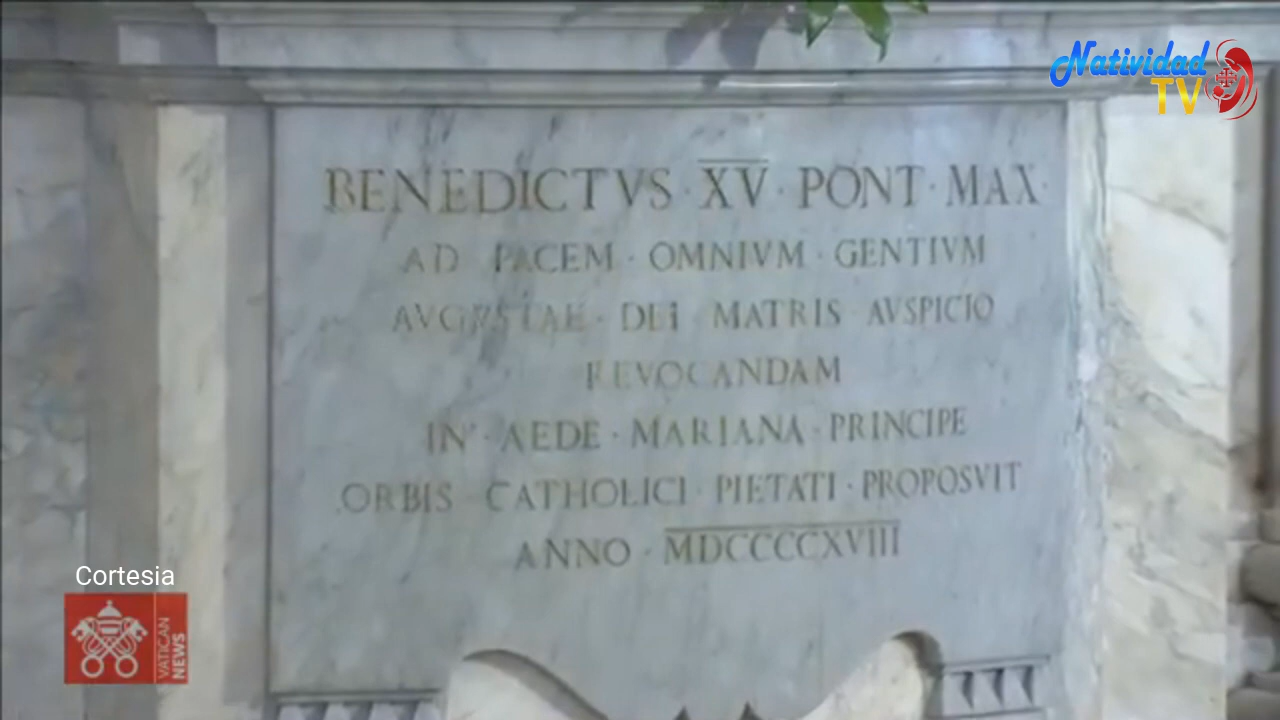 Natividad
TV
BENEDICTVS · XV · PONT · MAX·
AD PACEM · OMNIVM · GENTIVM
AVGVSTAE · DEI MATRIS AVSPICIO
REVOCANDAM
IN · AEDE · MARIANA · PRINCIPE
ORBIS CATHOLICI · PIETATI · PROPOSVIT
ANNO · MDCCCCXVIII
Cortesia
VATICAN
NEWS